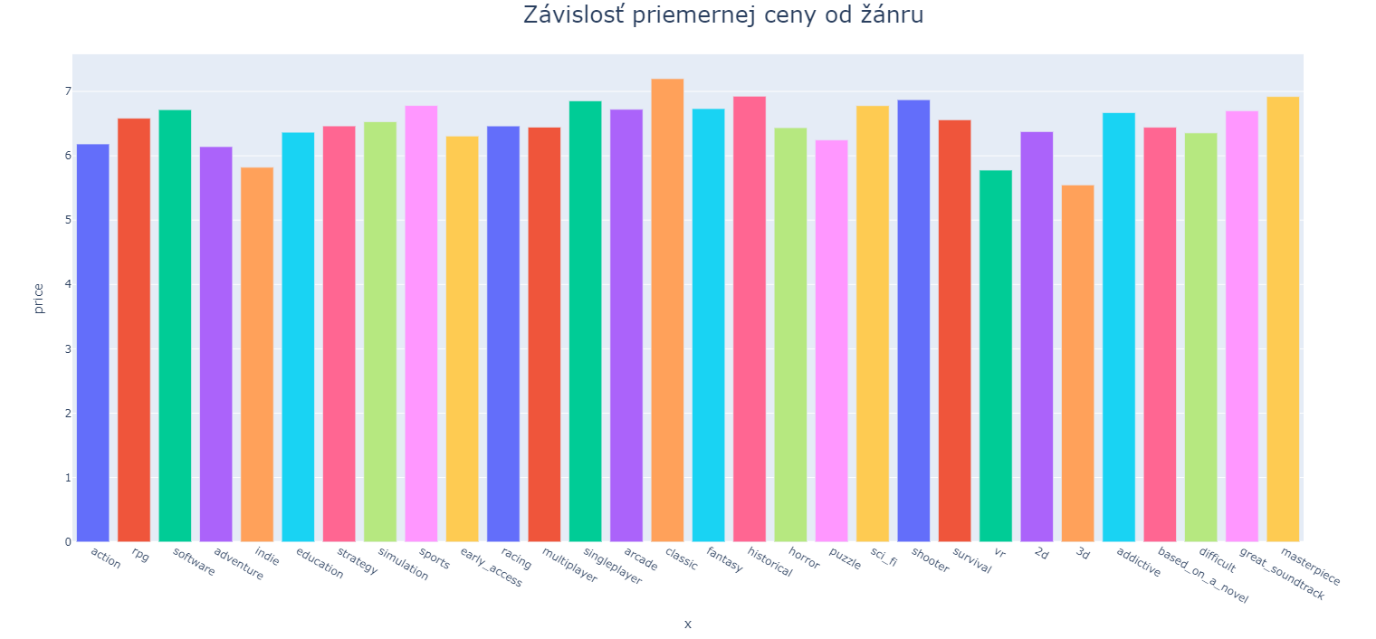 Závislosť priemernej ceny od žánru
7
6
5
4
3
2
1
0
price
action
rpg
software
adventure
indie
education
strategy
simulation
sports
early_access
racing
multiplayer
singleplayer
arcade
classic
fantasy
historical
horror
puzzle
sci_fi
shooter
survival
vr
2d
3d
addictive
based_on_a_novel
difficult
great_soundtrack
masterpiece
x